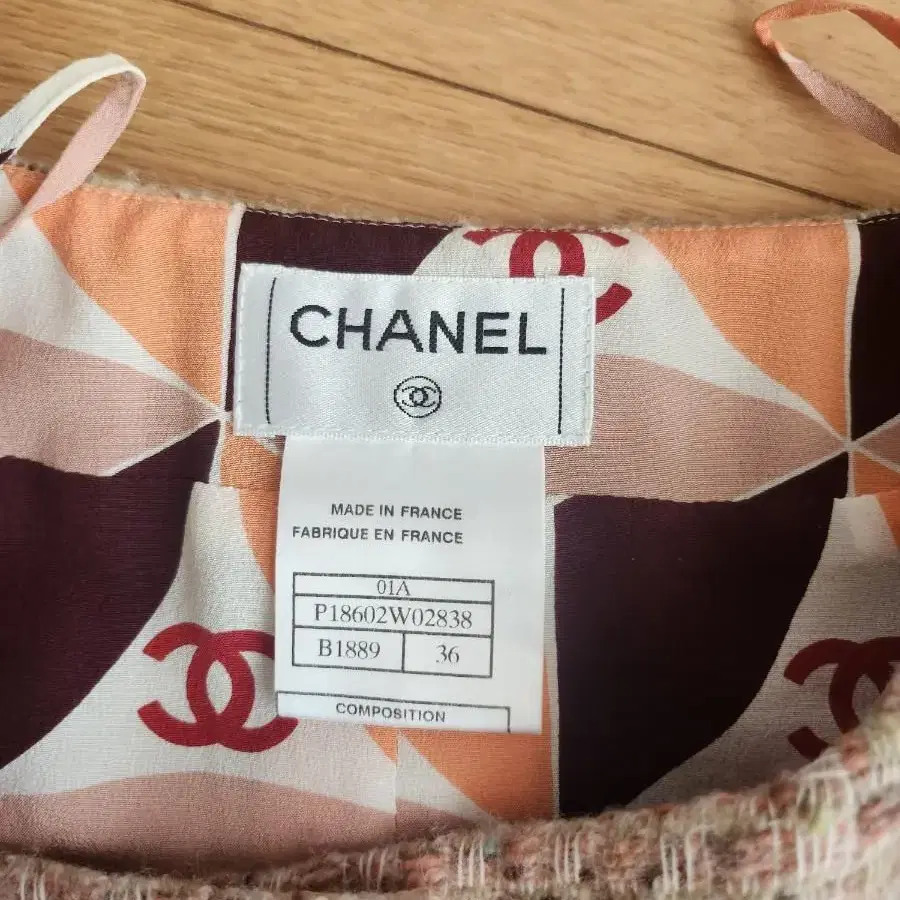 CHANEL
MADE IN FRANCE
FABRIQUE EN FRANCE
01A
P18602W02838
B1889 36
COMPOSITION